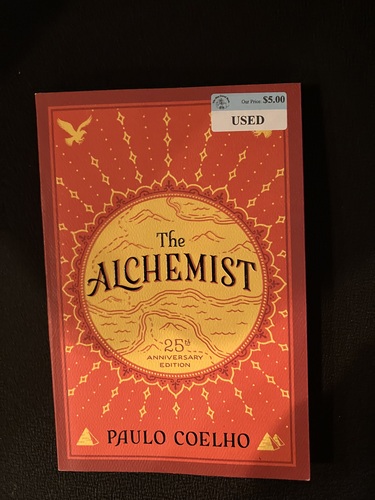 Our Price $5.00
USED
The
ALCHEMIST
25th
ANNIVERSARY
EDITION
PAULO COELHO